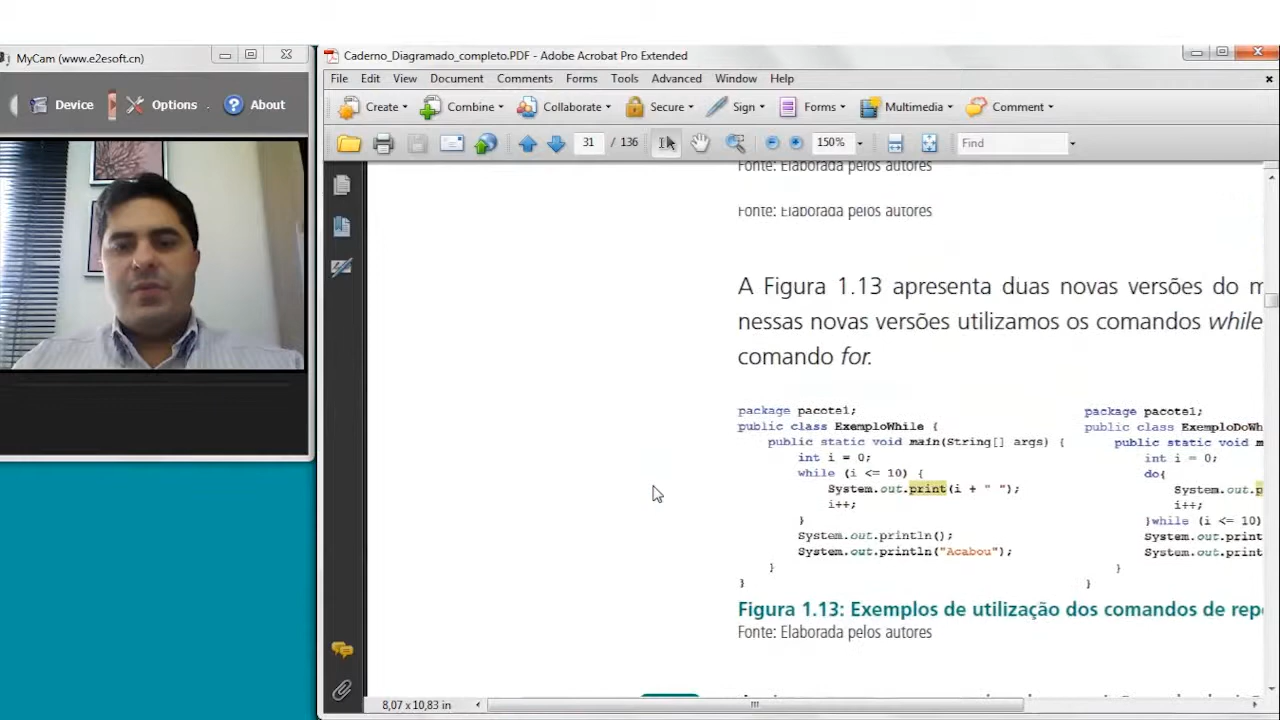 MyCam (www.e2esoft.cn)
Device
Options
About
Caderno_Diagramado_completo.PDF - Adobe Acrobat Pro Extended
File Edit View Document Comments Forms Tools Advanced Window Help
Create Combine Collaborate Secure Sign Forms Multimedia Comment
31 / 136 150% Find
Fonte: Elaborada pelos autores
Fonte: Elaborada pelos autores
A Figura 1.13 apresenta duas novas versões do m
nessas novas versões utilizamos os comandos while
comando for.
package pacote1;
public class ExemploWhile {
public static void main(String[] args) {
int i = 0;
while (i <= 10) {
System.out.print(i + " ");
i++;
}
System.out.println();
System.out.println("Acabou");
}
}
package pacote1;
public class ExemploDoWh
public static void m
int i = 0;
do{
System.out.p
i++;
}while (i <= 10)
System.out.print
System.out.print
}
}
Figura 1.13: Exemplos de utilização dos comandos de repe
Fonte: Elaborada pelos autores
8,07 x 10,83 in